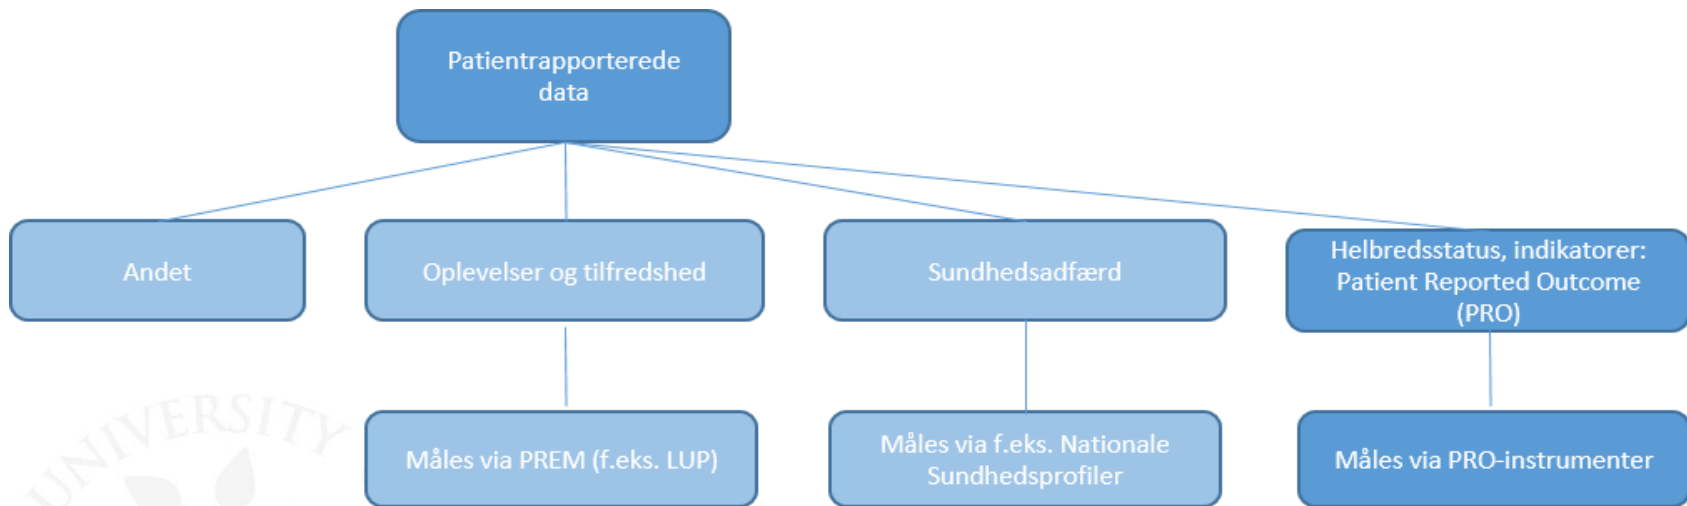 Patientrapporterede
data
Andet
Oplevelser og tilfredshed
Sundhedsadfærd
Helbredsstatus, indikatorer:
Patient Reported Outcome
(PRO)
Måles via PREM (f.eks. LUP)
Måles via f.eks. Nationale
Sundhedsprofiler
Måles via PRO-instrumenter
UNIVERSITY